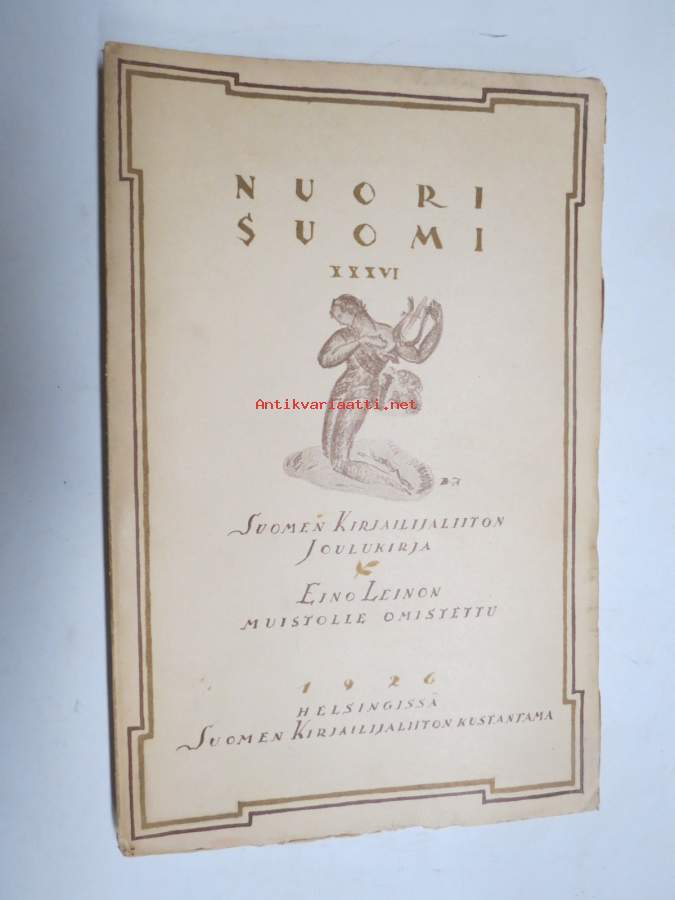 NUORI
SUOMI
XXXVI
Antikvariaatti.net
SUOMEN KIRJAILIJALIITON
JOULUKIRJA
EINO LEINON
MUISTOLLE OMISTETTU
1926
HELSINGISSÄ
SUOMEN KIRJAILIJALIITON KUSTANTAMA